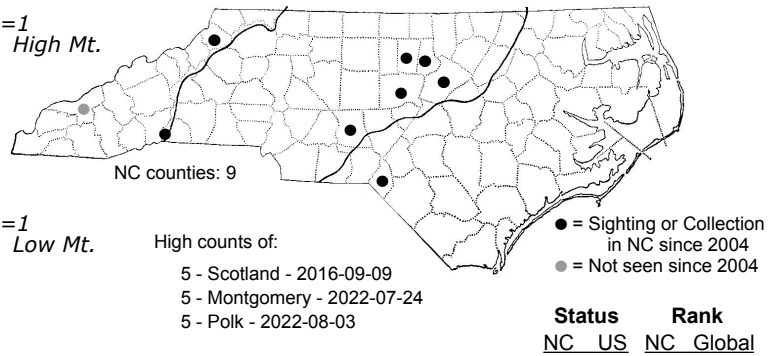 =1
High Mt.
NC counties: 9
=1
Low Mt.
High counts of:
5 - Scotland - 2016-09-09
5 - Montgomery - 2022-07-24
5 - Polk - 2022-08-03
= Sighting or Collection
in NC since 2004
= Not seen since 2004
Status Rank
NC US NC Global